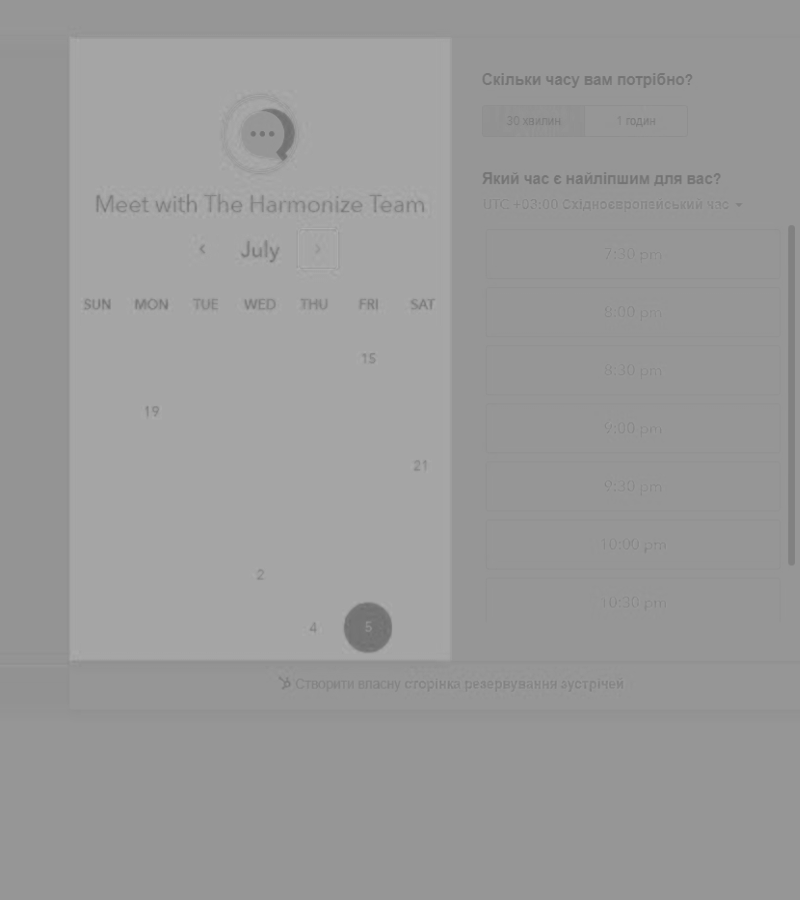 Meet with The Harmonize Team
July
SUN MON TUE WED THU FRI SAT
15
19
21
2
4 5
Скільки часу вам потрібно?
30 хвилин 1 годин
Який час є найліпшим для вас?
UTC +03:00 Східноєвропейський час
7:30 pm
8:00 pm
8:30 pm
9:00 pm
9:30 pm
10:00 pm
10:30 pm
Створити власну сторінка резервування зустрічей